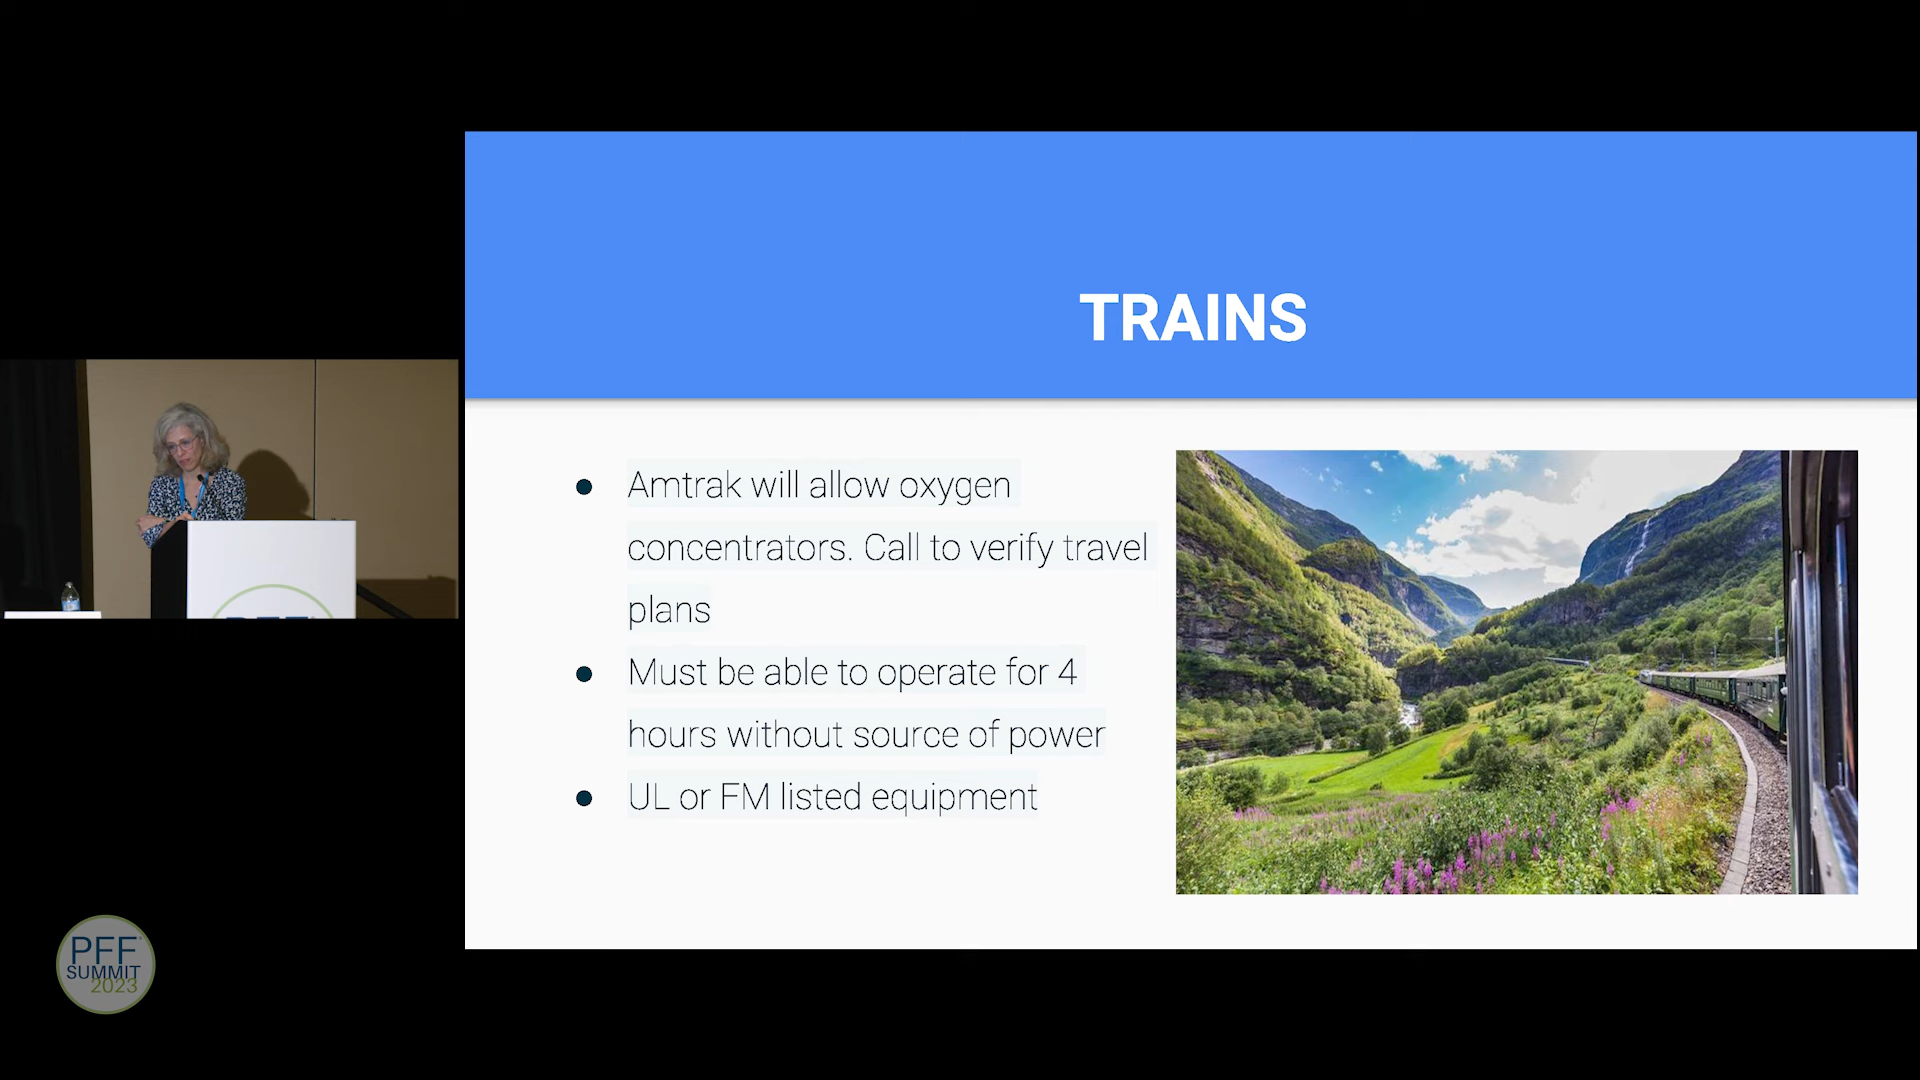 TRAINS
Amtrak will allow oxygen
concentrators. Call to verify travel
plans
Must be able to operate for 4
hours without source of power
UL or FM listed equipment
PFF
SUMMIT
2023